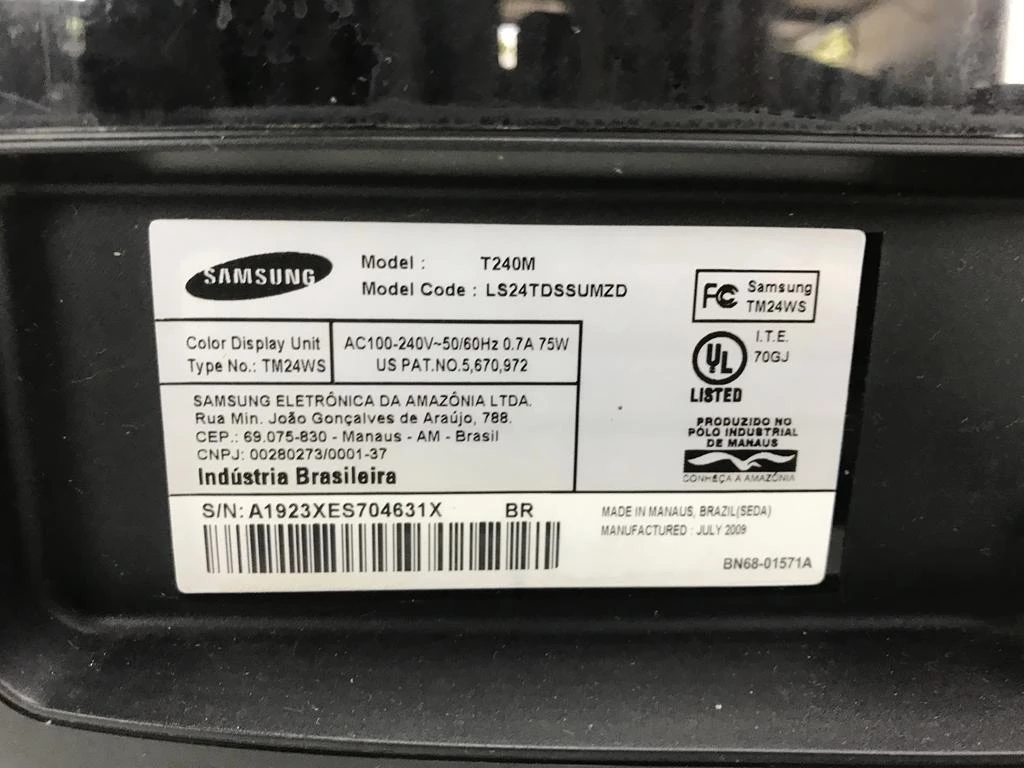 SAMSUNG
Model : T240M
Model Code : LS24TDSSUMZD
FC Samsung
TM24WS
Color Display Unit
Type No.: TM24WS
AC100-240V~50/60Hz 0.7A 75W
US PAT.NO.5,670,972
UL
I.T.E.
70GJ
LISTED
SAMSUNG ELETRÔNICA DA AMAZÔNIA LTDA.
Rua Min. João Gonçalves de Araújo, 788.
CEP.: 69.075-830 - Manaus - AM - Brasil
CNPJ: 00280273/0001-37
Indústria Brasileira
PRODUZIDO NO
PÓLO INDUSTRIAL
DE MANAUS
CONHEÇA A AMAZÔNIA
S/N: A1923XES704631X BR
MADE IN MANAUS, BRAZIL(SEDA)
MANUFACTURED : JULY 2009
BN68-01571A